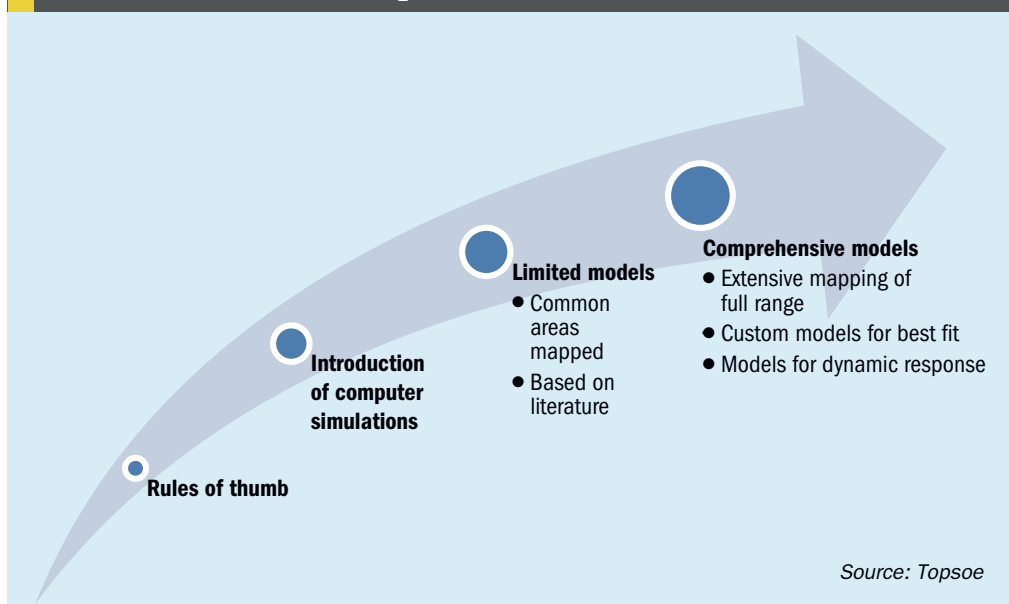 Rules of thumb
Introduction
of computer
simulations
Limited models
● Common
areas
mapped
● Based on
literature
Comprehensive models
● Extensive mapping of
full range
● Custom models for best fit
● Models for dynamic response
Source: Topsoe